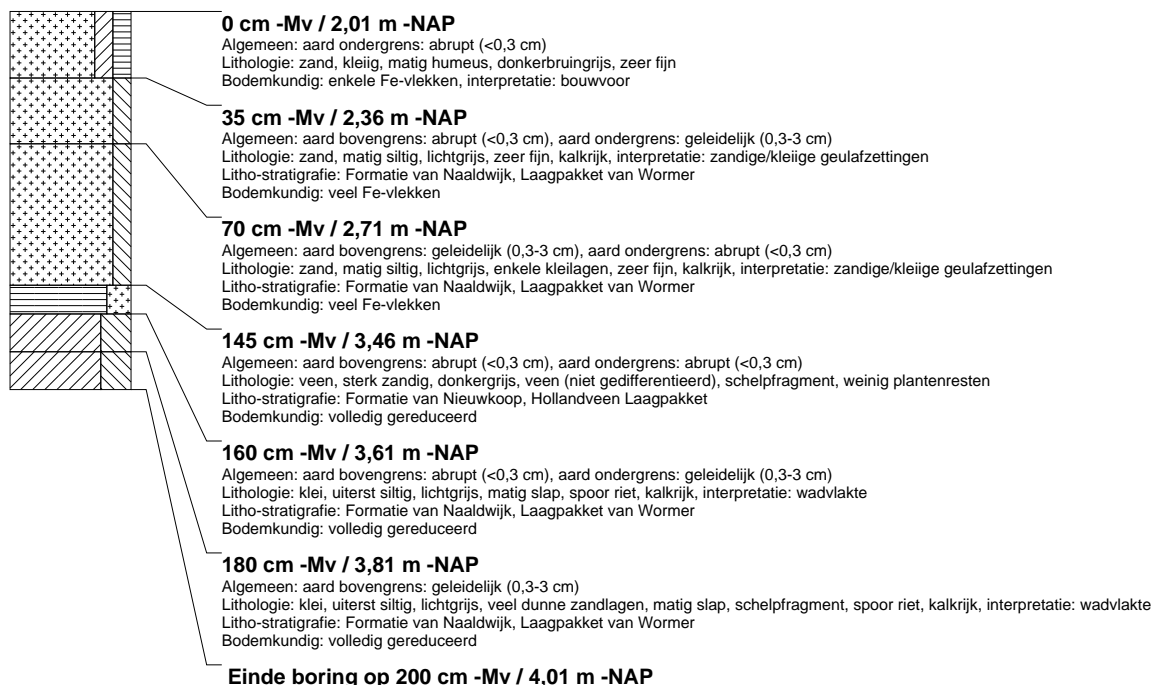 0 cm -Mv / 2,01 m -NAP
Algemeen: aard ondergrens: abrupt (<0,3 cm)
Lithologie: zand, kleiig, matig humeus, donkerbruingrijs, zeer fijn
Bodemkundig: enkele Fe-vlekken, interpretatie: bouwvoor
35 cm -Mv / 2,36 m -NAP
Algemeen: aard bovengrens: abrupt (<0,3 cm), aard ondergrens: geleidelijk (0,3-3 cm)
Lithologie: zand, matig siltig, lichtgrijs, zeer fijn, kalkrijk, interpretatie: zandige/kleiige geulafzettingen
Litho-stratigrafie: Formatie van Naaldwijk, Laagpakket van Wormer
Bodemkundig: veel Fe-vlekken
70 cm -Mv / 2,71 m -NAP
Algemeen: aard bovengrens: geleidelijk (0,3-3 cm), aard ondergrens: abrupt (<0,3 cm)
Lithologie: zand, matig siltig, lichtgrijs, enkele kleilagen, zeer fijn, kalkrijk, interpretatie: zandige/kleiige geulafzettingen
Litho-stratigrafie: Formatie van Naaldwijk, Laagpakket van Wormer
Bodemkundig: veel Fe-vlekken
145 cm -Mv / 3,46 m -NAP
Algemeen: aard bovengrens: abrupt (<0,3 cm), aard ondergrens: abrupt (<0,3 cm)
Lithologie: veen, sterk zandig, donkergrijs, veen (niet gedifferentieerd), schelpfragment, weinig plantenresten
Litho-stratigrafie: Formatie van Nieuwkoop, Hollandveen Laagpakket
Bodemkundig: volledig gereduceerd
160 cm -Mv / 3,61 m -NAP
Algemeen: aard bovengrens: abrupt (<0,3 cm), aard ondergrens: geleidelijk (0,3-3 cm)
Lithologie: klei, uiterst siltig, lichtgrijs, matig slap, spoor riet, kalkrijk, interpretatie: wadvlakte
Litho-stratigrafie: Formatie van Naaldwijk, Laagpakket van Wormer
Bodemkundig: volledig gereduceerd
180 cm -Mv / 3,81 m -NAP
Algemeen: aard bovengrens: geleidelijk (0,3-3 cm)
Lithologie: klei, uiterst siltig, lichtgrijs, veel dunne zandlagen, matig slap, schelpfragment, spoor riet, kalkrijk, interpretatie: wadvlakte
Litho-stratigrafie: Formatie van Naaldwijk, Laagpakket van Wormer
Bodemkundig: volledig gereduceerd
Einde boring op 200 cm -Mv / 4,01 m -NAP